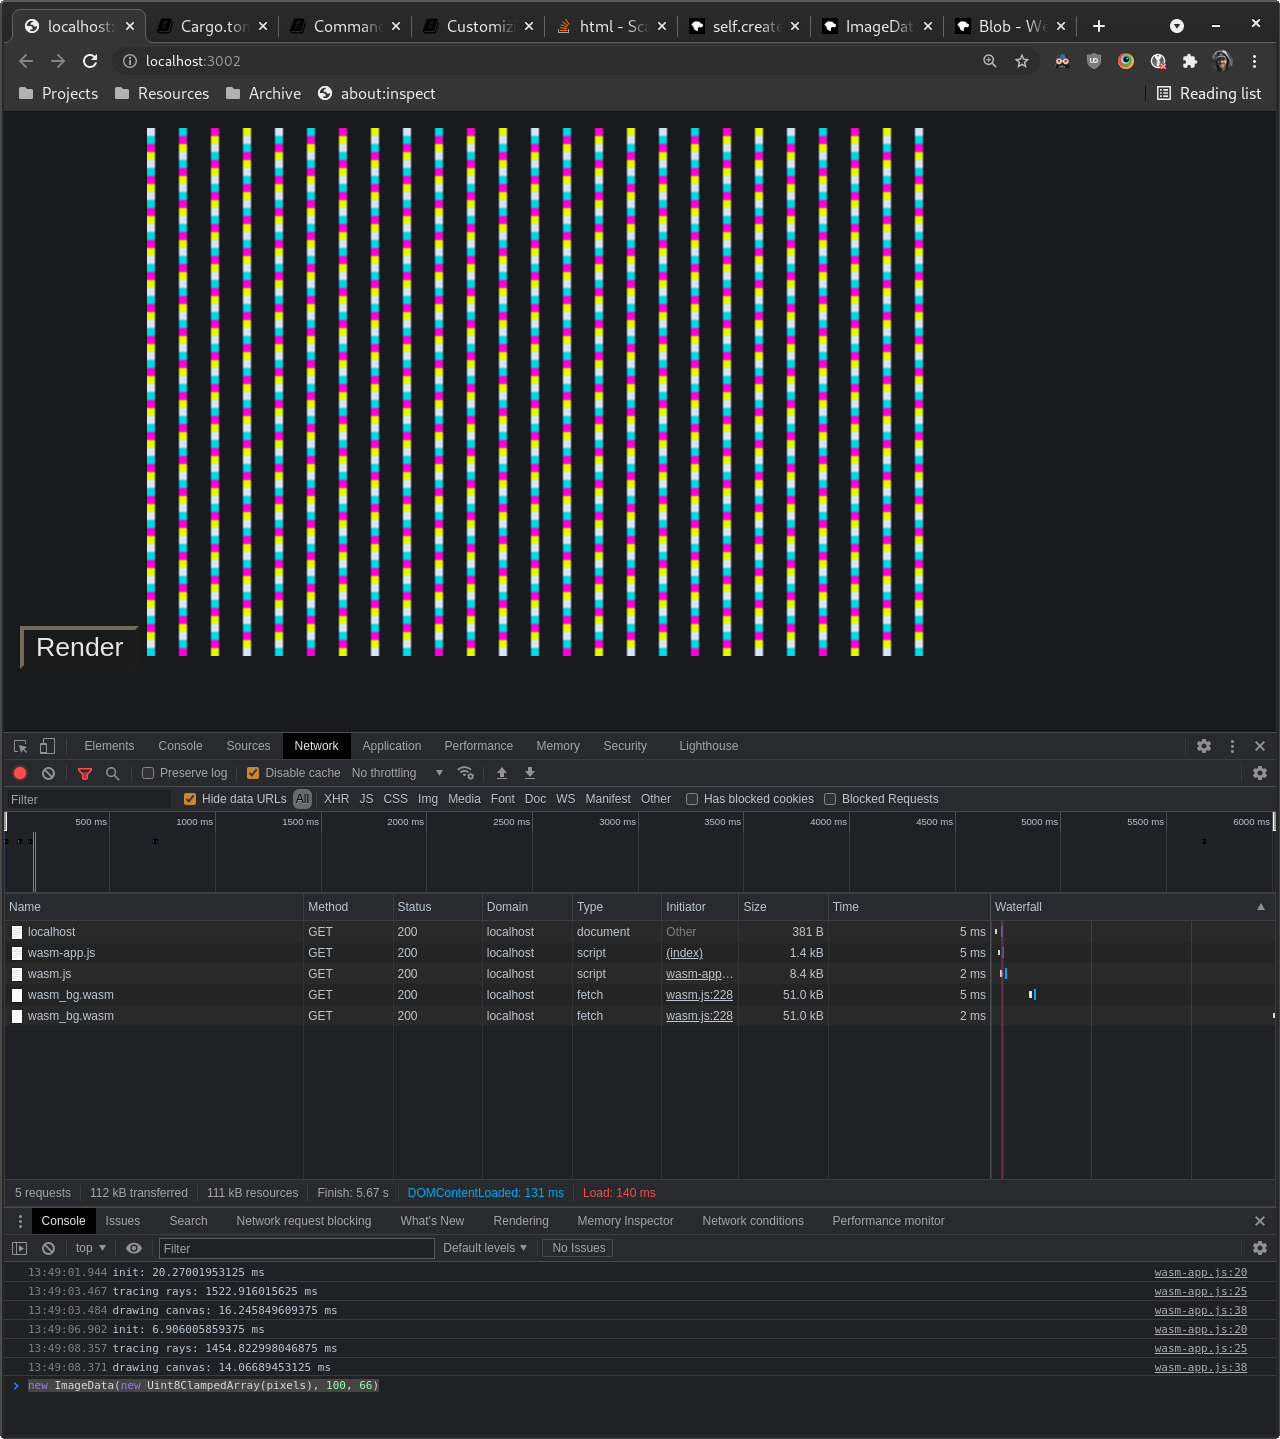 localhost: Cargo.tom Comman Customizi html - Sca self.create ImageDat Blob - We
localhost:3002
Projects Resources Archive about:inspect Reading list
Render
Elements Console Sources Network Application Performance Memory Security Lighthouse
Preserve log Disable cache No throttling
Filter Hide data URLs All XHR JS CSS Img Media Font Doc WS Manifest Other Has blocked cookies Blocked Requests
500 ms 1000 ms 1500 ms 2000 ms 2500 ms 3000 ms 3500 ms 4000 ms 4500 ms 5000 ms 5500 ms 6000 ms
Name Method Status Domain Type Initiator Size Time Waterfall
localhost GET 200 localhost document Other 381 B 5 ms
wasm-app.js GET 200 localhost script (index) 1.4 kB 5 ms
wasm.js GET 200 localhost script wasm-app… 8.4 kB 2 ms
wasm_bg.wasm GET 200 localhost fetch wasm.js:228 51.0 kB 5 ms
wasm_bg.wasm GET 200 localhost fetch wasm.js:228 51.0 kB 2 ms
5 requests 112 kB transferred 111 kB resources Finish: 5.67 s DOMContentLoaded: 131 ms Load: 140 ms
Console Issues Search Network request blocking What's New Rendering Memory Inspector Network conditions Performance monitor
top Filter Default levels No Issues
13:49:01.944 init: 20.27001953125 ms wasm-app.js:20
13:49:03.467 tracing rays: 1522.916015625 ms wasm-app.js:25
13:49:03.484 drawing canvas: 16.245849609375 ms wasm-app.js:38
13:49:06.902 init: 6.906005859375 ms wasm-app.js:20
13:49:08.357 tracing rays: 1454.822998046875 ms wasm-app.js:25
13:49:08.371 drawing canvas: 14.06689453125 ms wasm-app.js:38
new ImageData(new Uint8ClampedArray(pixels), 100, 66)